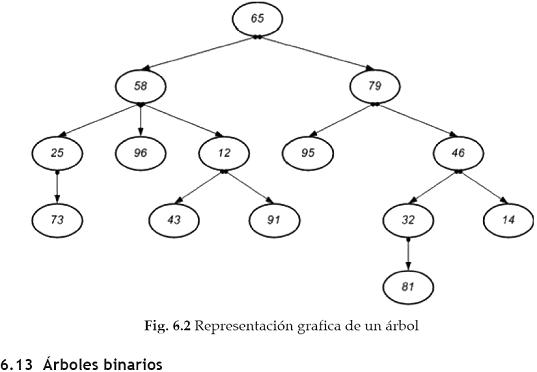 65
58 79
25 96 12 95 46
73 43 91 32 14
81
Fig. 6.2 Representación grafica de un árbol
6.13 Árboles binarios